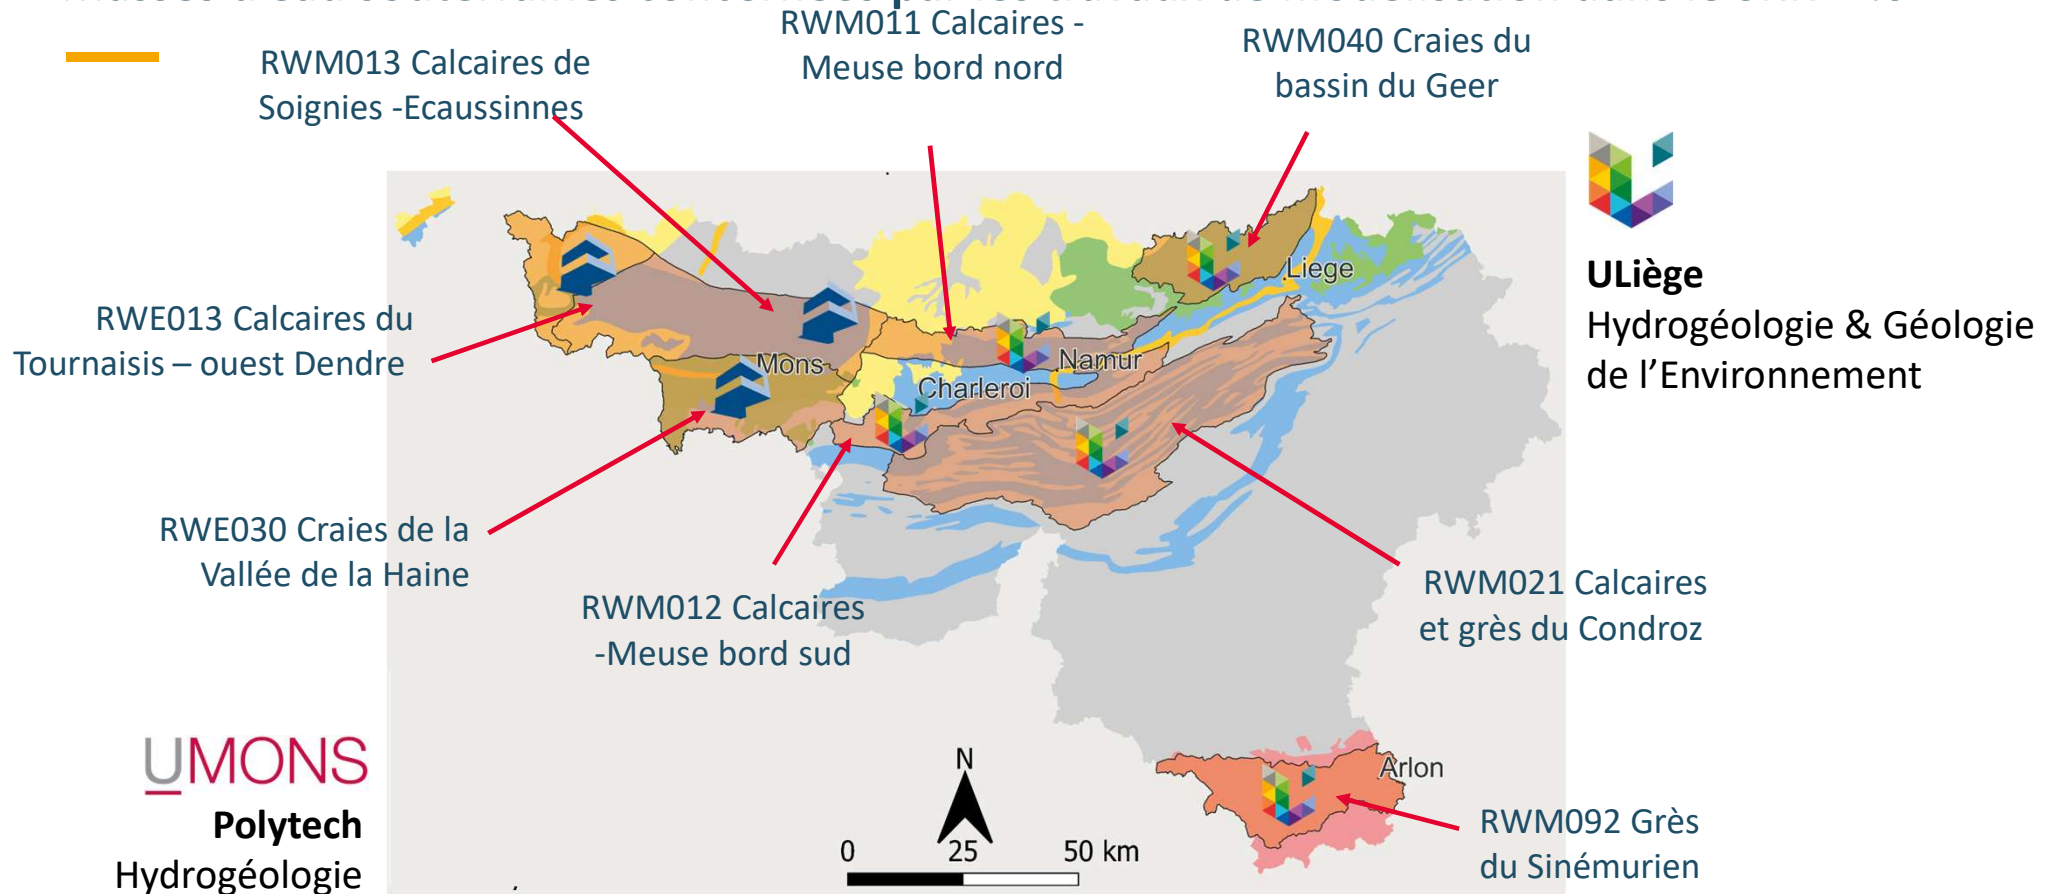 RWM011 Calcaires -
Meuse bord nord
RWM040 Craies du
bassin du Geer
RWM013 Calcaires de
Soignies -Ecaussinnes
ULiège
Hydrogéologie & Géologie
de l'Environnement
Liege
RWE013 Calcaires du
Tournaisis – ouest Dendre
Mons
Namur
Charleroi
RWE030 Craies de la
Vallée de la Haine
RWM012 Calcaires
-Meuse bord sud
RWM021 Calcaires
et grès du Condroz
UMONS
Polytech
Hydrogéologie
N
0 25 50 km
Arlon
RWM092 Grès
du Sinémurien